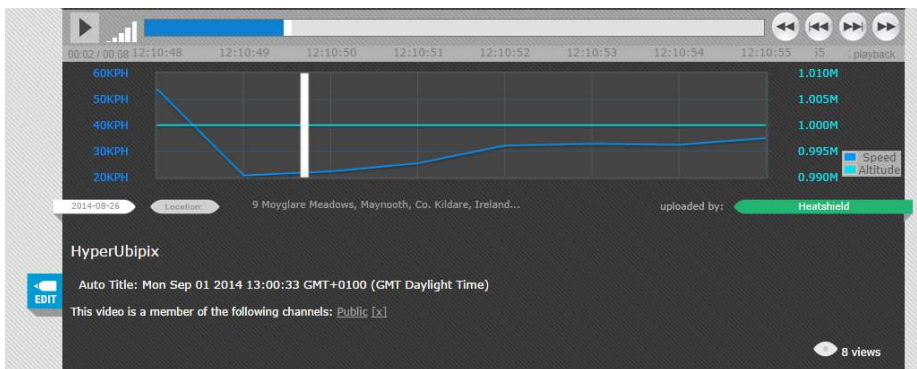 00:02 / 00:08 12:10:48 12:10:49 12:10:50 12:10:51 12:10:52 12:10:53 12:10:54 12:10:55 playback
60KPH 1.010M
50KPH 1.005M
40KPH 1.000M
30KPH 0.995M Speed
20KPH 0.990M Altitude
2014-08-26 Location: 9 Moyglare Meadows, Maynooth, Co. Kildare, Ireland... uploaded by: Heatshield
HyperUbipix
Auto Title: Mon Sep 01 2014 13:00:33 GMT+0100 (GMT Daylight Time)
EDIT
This video is a member of the following channels: Public [x]
8 views